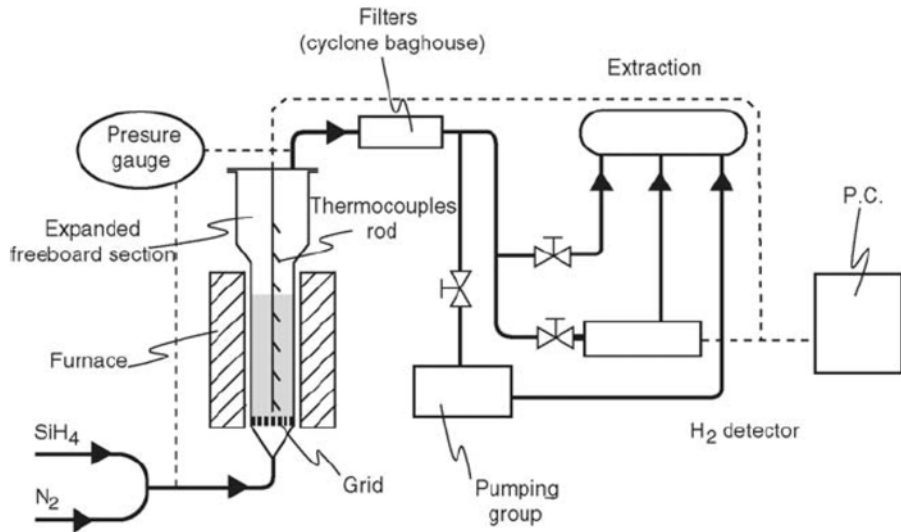 Filters
(cyclone baghouse)
Extraction
Presure
gauge
P.C.
Thermocouples
rod
Expanded
freeboard section
Furnace
SiH4
H2 detector
Grid
N2
Pumping
group